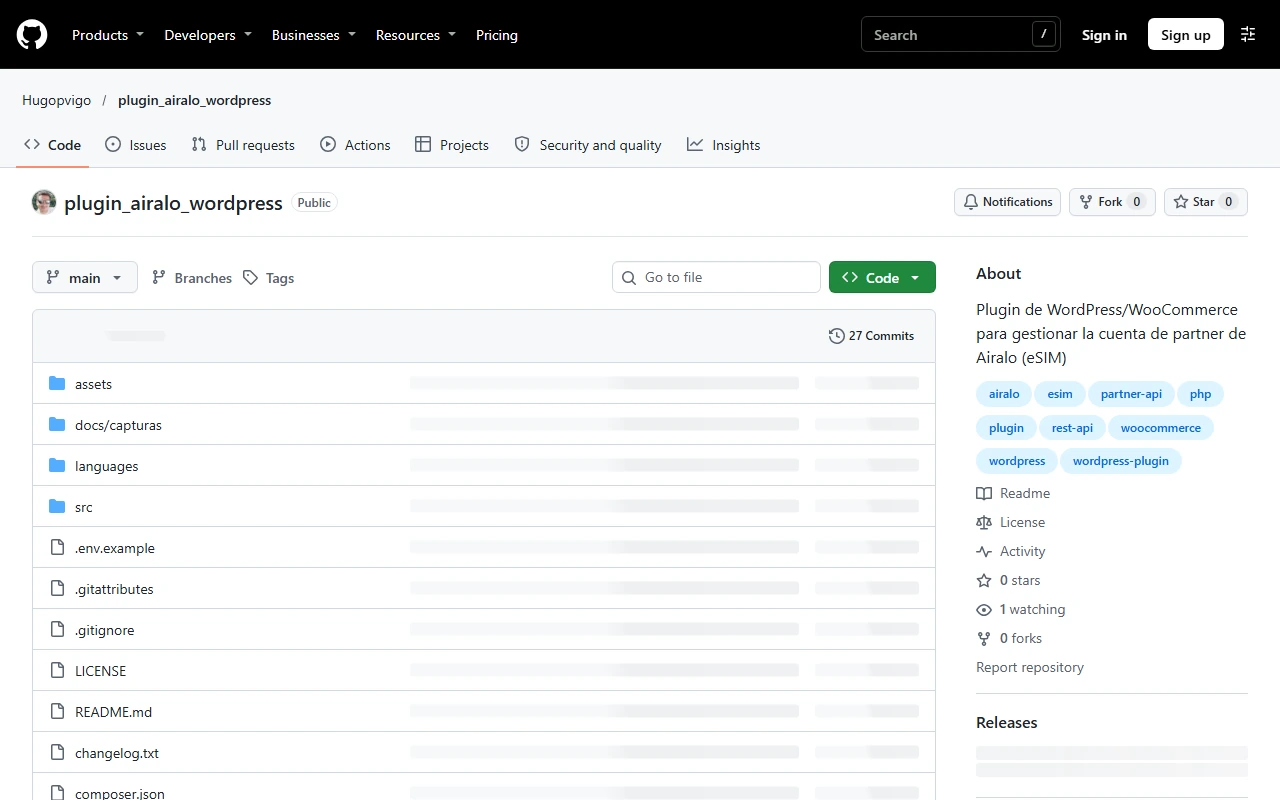 Products Developers Businesses Resources Pricing Search / Sign in Sign up
Hugopvigo / plugin_airalo_wordpress
Code Issues Pull requests Actions Projects Security and quality Insights
plugin_airalo_wordpress Public Notifications Fork 0 Star 0
main Branches Tags Go to file Code
27 Commits
assets
docs/capturas
languages
src
.env.example
.gitattributes
.gitignore
LICENSE
README.md
changelog.txt
composer.json
About
Plugin de WordPress/WooCommerce
para gestionar la cuenta de partner de
Airalo (eSIM)
airalo esim partner-api php
plugin rest-api woocommerce
wordpress wordpress-plugin
Readme
License
Activity
0 stars
1 watching
0 forks
Report repository
Releases